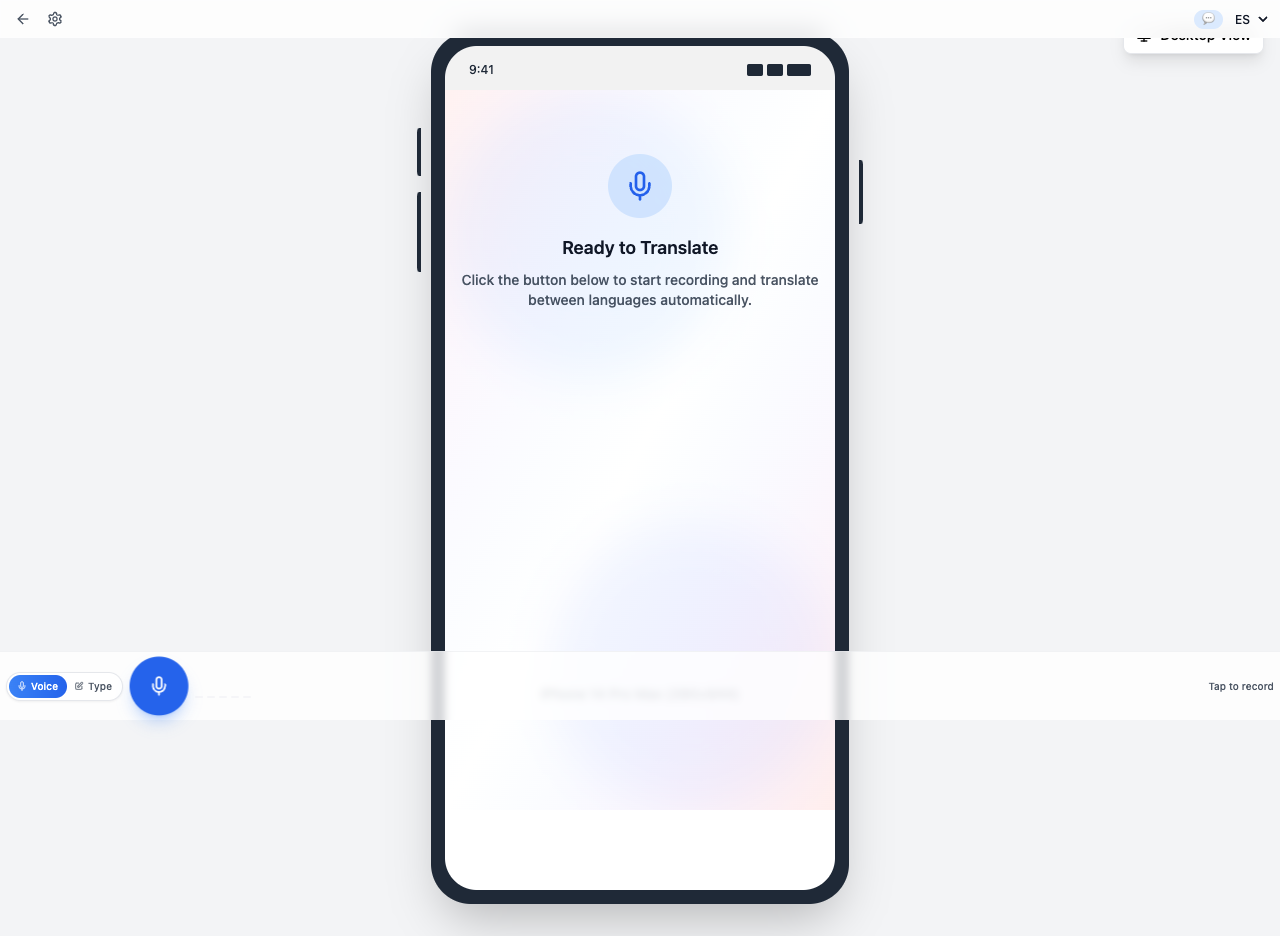 ES
Desktop View
9:41
Ready to Translate
Click the button below to start recording and translate
between languages automatically.
Voice
Type
Tap to record